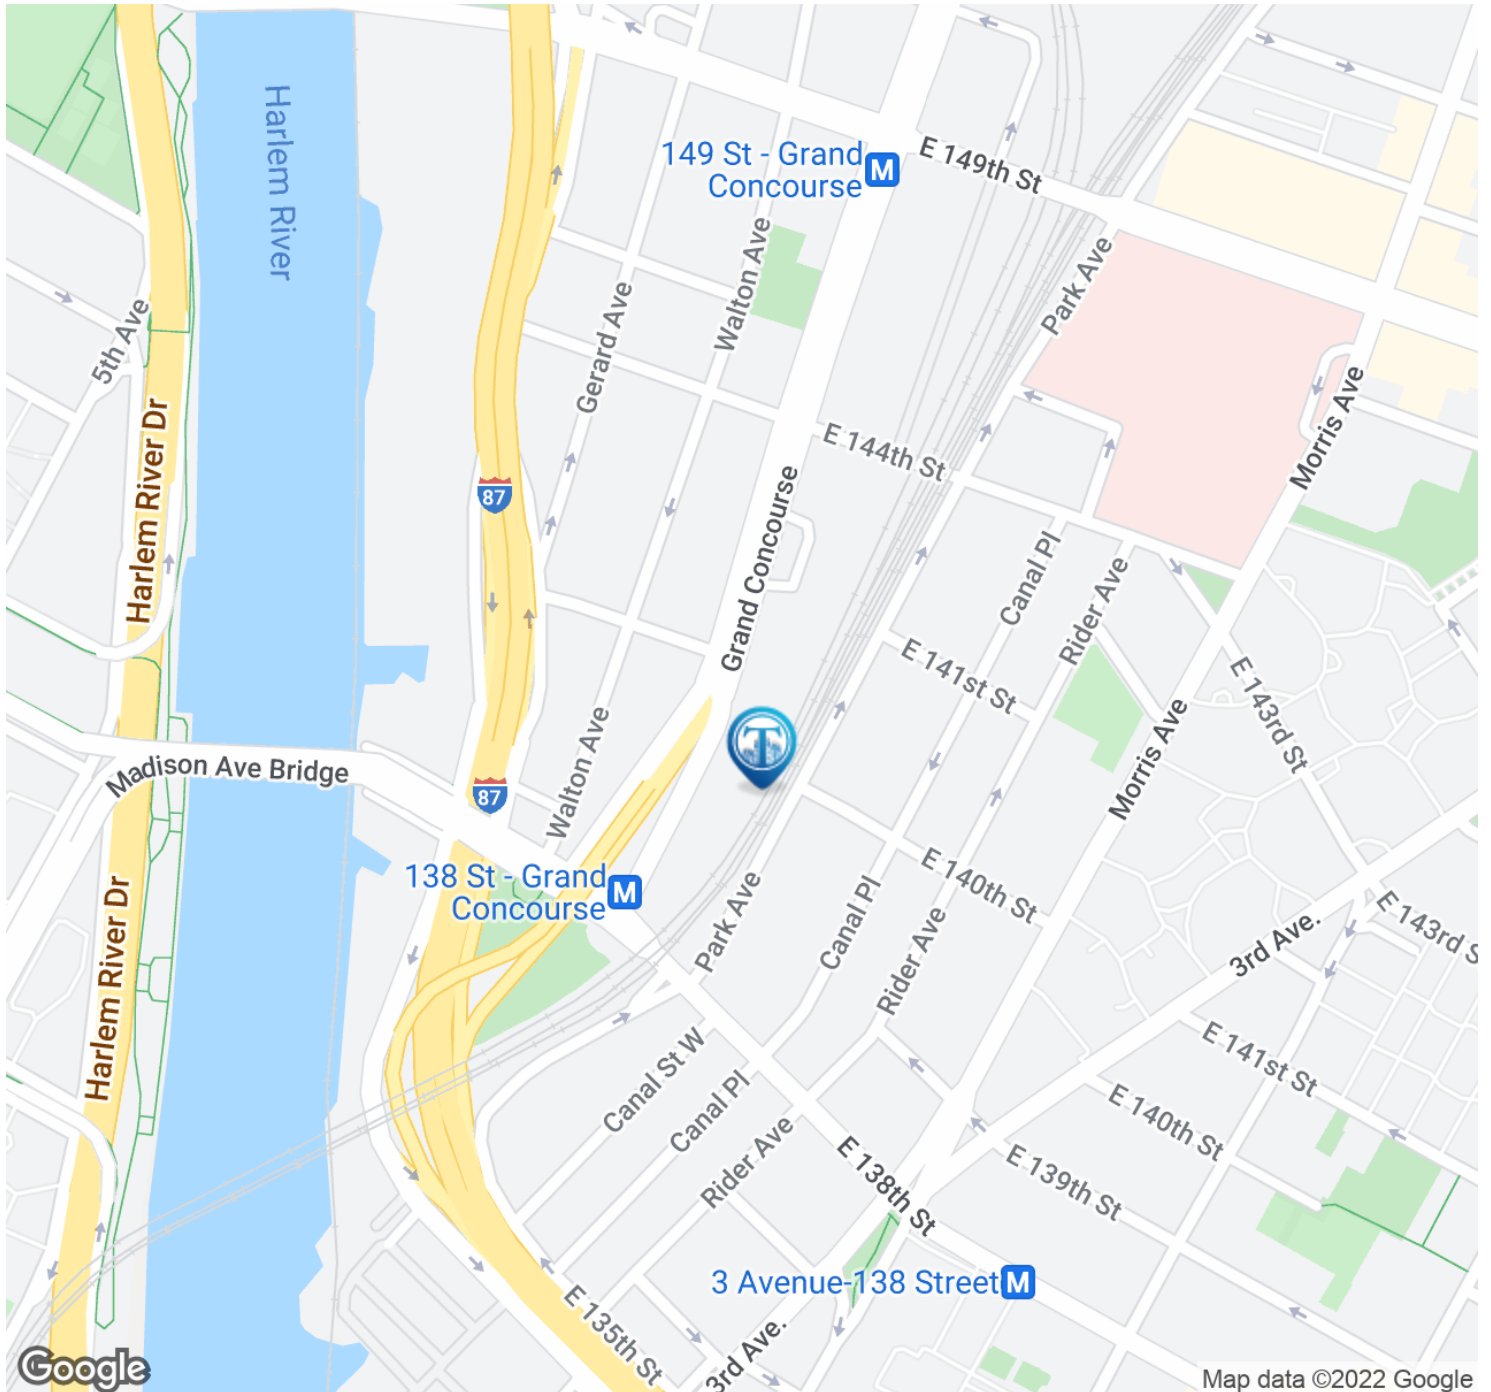 Harlem River
149 St - Grand
Concourse
M
E 149th St
Walton Ave
Park Ave
5th Ave
Gerard Ave
Harlem River Dr
Morris Ave
E 144th St
87
Grand Concourse
Canal Pl
Rider Ave
E 141st St
E 143rd St
Morris Ave
T
Madison Ave Bridge
87
Walton Ave
138 St - Grand
Concourse
M
E 140th St
Park Ave
Canal Pl
Rider Ave
3rd Ave.
E 143rd S
Harlem River Dr
Canal St W
Canal Pl
Rider Ave
E 141st St
E 140th St
E 138th St
E 139th St
3 Avenue-138 Street
M
E 135th St
3rd Ave.
Google
Map data ©2022 Google